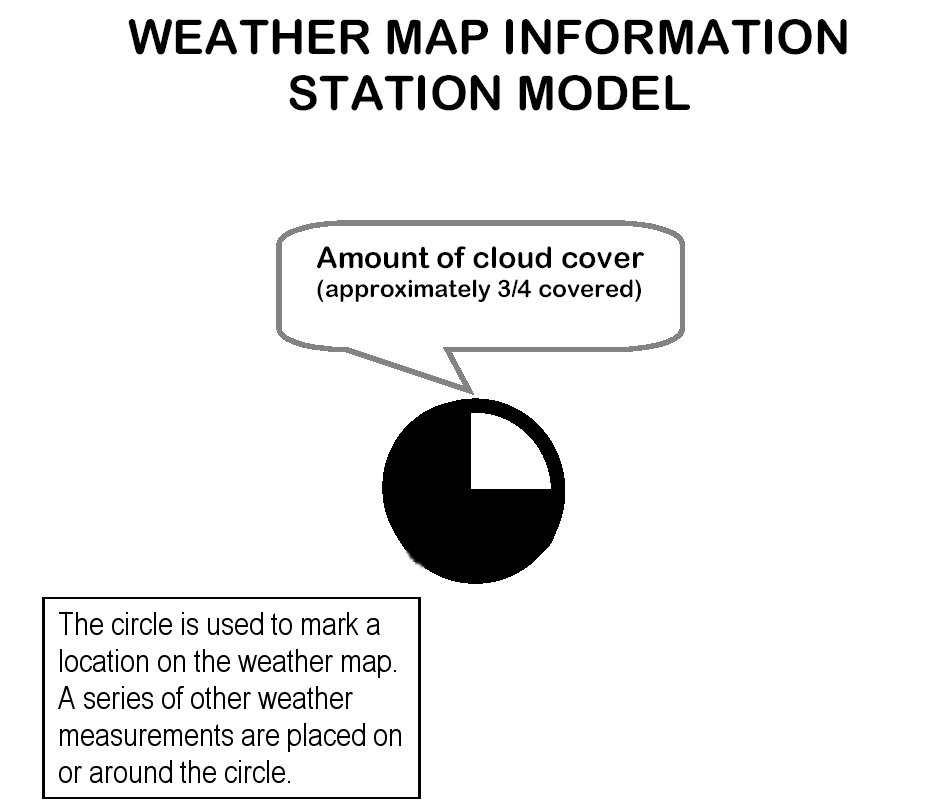 WEATHER MAP INFORMATION
STATION MODEL
Amount of cloud cover
(approximately 3/4 covered)
The circle is used to mark a
location on the weather map.
A series of other weather
measurements are placed on
or around the circle.